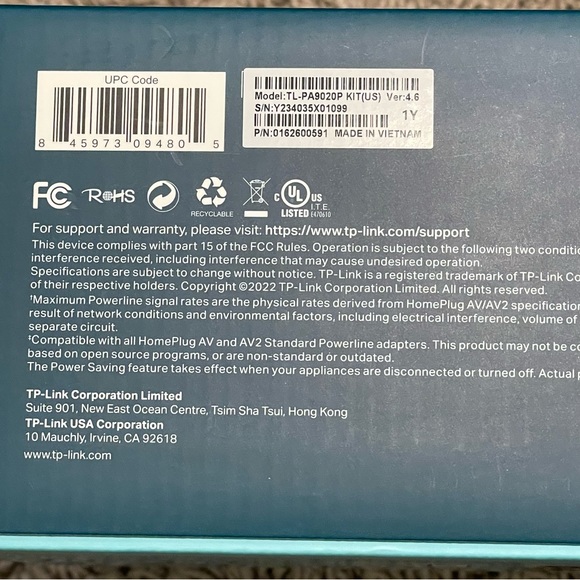 UPC Code
8 45973 09480 5
Model:TL-PA9020P KIT(US) Ver:4.6
S/N:Y234035X01099
1Y
P/N:0162600591 MADE IN VIETNAM
FC RoHS RECYCLABLE c UL US LISTED I.T.E. E470610
For support and warranty, please visit: https://www.tp-link.com/support
This device complies with part 15 of the FCC Rules. Operation is subject to the following two conditio
interference received, including interference that may cause undesired operation.
Specifications are subject to change without notice. TP-Link is a registered trademark of TP-Link Co
of their respective holders. Copyright ©2022 TP-Link Corporation Limited. All rights reserved.
†Maximum Powerline signal rates are the physical rates derived from HomePlug AV/AV2 specification
result of network conditions and environmental factors, including electrical interference, volume of
separate circuit.
‡Compatible with all HomePlug AV and AV2 Standard Powerline adapters. This product may not be co
based on open source programs, or are non-standard or outdated.
The Power Saving feature takes effect when your appliances are disconnected or turned off. Actual p
TP-Link Corporation Limited
Suite 901, New East Ocean Centre, Tsim Sha Tsui, Hong Kong
TP-Link USA Corporation
10 Mauchly, Irvine, CA 92618
www.tp-link.com